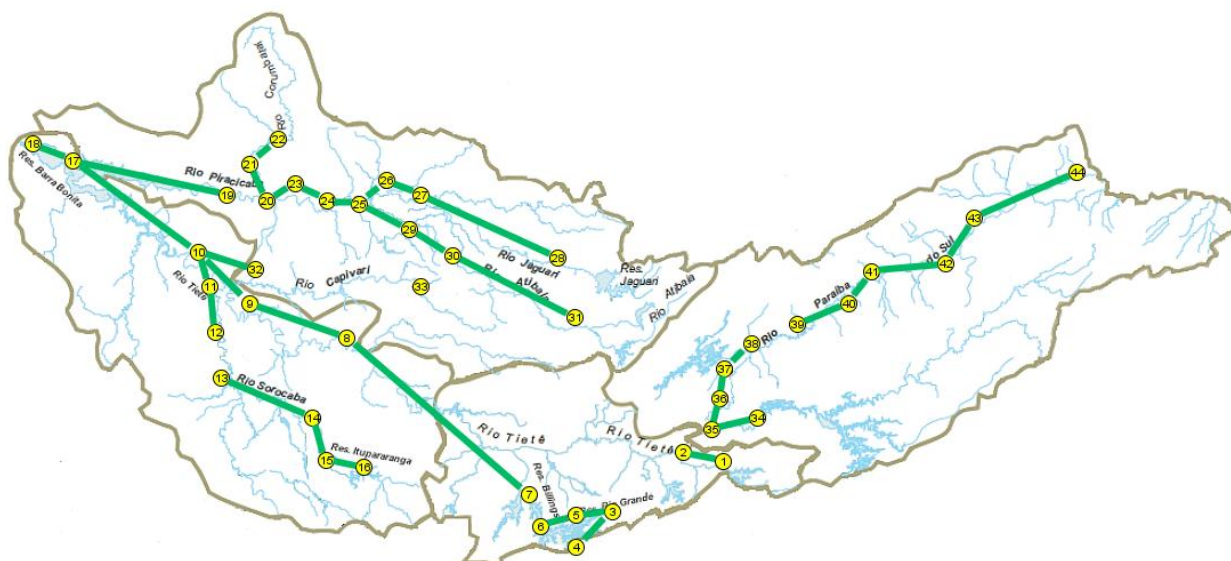 Rio Corumbataí
22
18
17
21
Rio Piracicaba
Res. Barra Bonita
26
23
27
19
20
24
25
44
43
29
10
30
Rio Jaguari
28
do Sul
42
32
41
Res.
Jaguari
11
Rio Capivari
33
Rio Atibaia
Rio Atibaia
Rio Tietê
9
Paraíba
40
31
39
12
8
Rio
38
37
13
Rio Sorocaba
36
14
34
35
Rio Tietê
Rio Tietê
2
Res. Itupararanga
15
16
1
Res. Billings
7
Res. Rio Grande
5
3
6
4